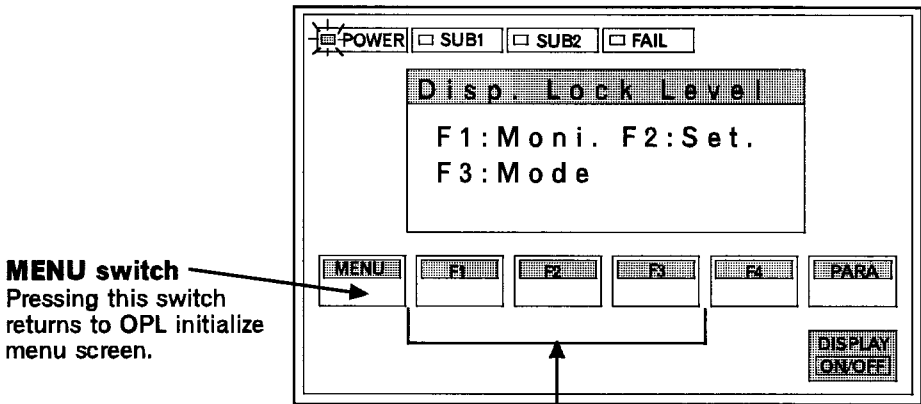 POWER SUB1 SUB2 FAIL
Disp. Lock Level
F1:Moni. F2:Set.
F3:Mode
MENU F1 F2 F3 F4 PARA
DISPLAY
ON/OFF
MENU switch
Pressing this switch
returns to OPL initialize
menu screen.